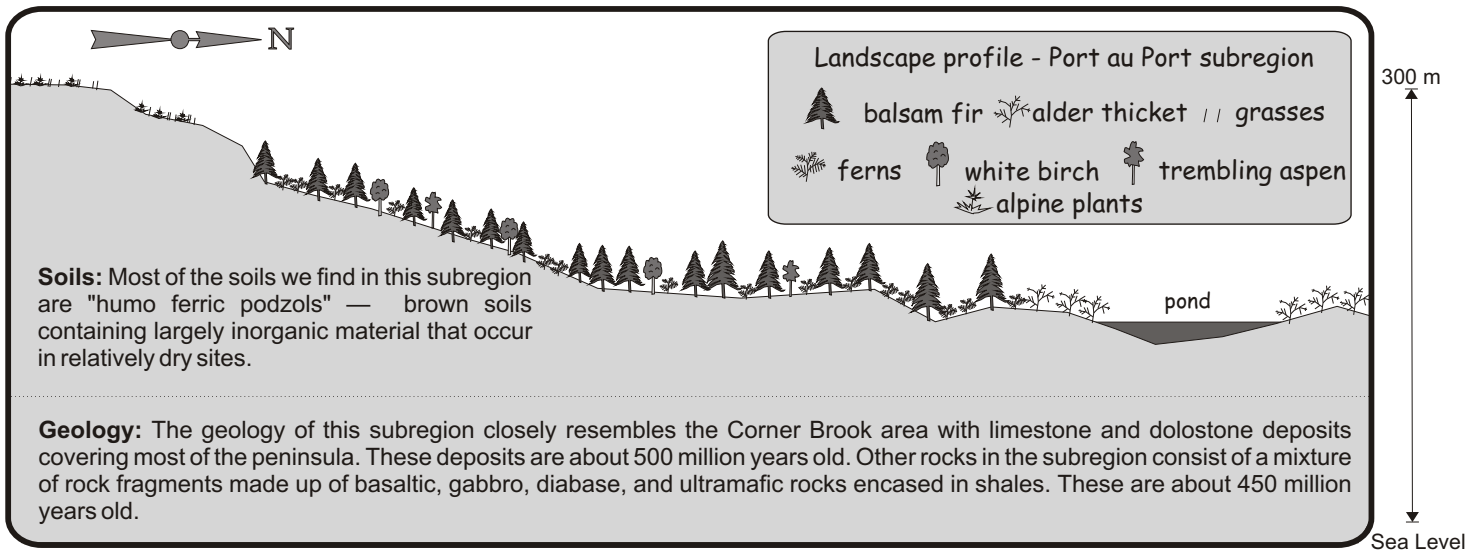 N
Landscape profile - Port au Port subregion
balsam fir alder thicket grasses
ferns white birch trembling aspen
alpine plants
300 m
Soils: Most of the soils we find in this subregion
are "humo ferric podzols" — brown soils
containing largely inorganic material that occur
in relatively dry sites.
pond
Geology: The geology of this subregion closely resembles the Corner Brook area with limestone and dolostone deposits
covering most of the peninsula. These deposits are about 500 million years old. Other rocks in the subregion consist of a mixture
of rock fragments made up of basaltic, gabbro, diabase, and ultramafic rocks encased in shales. These are about 450 million
years old.
Sea Level